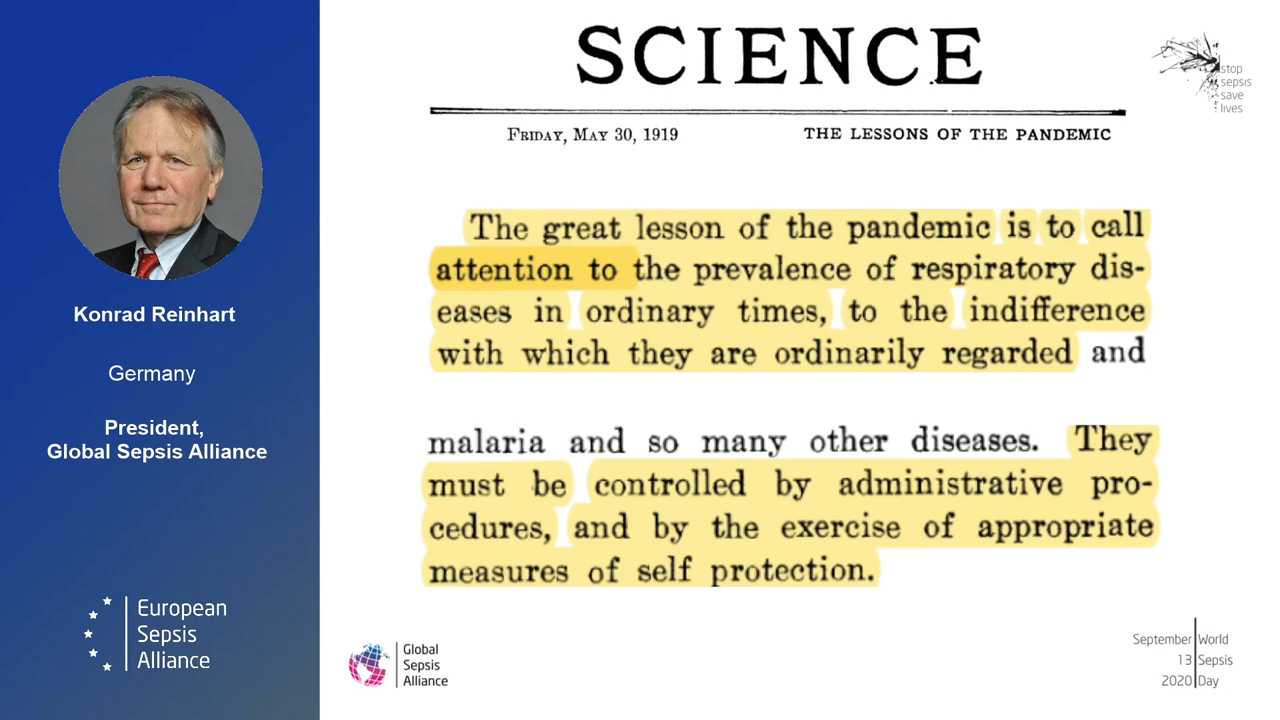 SCIENCE
FRIDAY, MAY 30, 1919
THE LESSONS OF THE PANDEMIC
The great lesson of the pandemic is to call
attention to the prevalence of respiratory dis-
eases in ordinary times, to the indifference
with which they are ordinarily regarded and
malaria and so many other diseases. They
must be controlled by administrative pro-
cedures, and by the exercise of appropriate
measures of self protection.
stop
sepsis
save
lives
Konrad Reinhart
Germany
President,
Global Sepsis Alliance
European
Sepsis
Alliance
Global
Sepsis
Alliance
September World
13 Sepsis
2020 Day